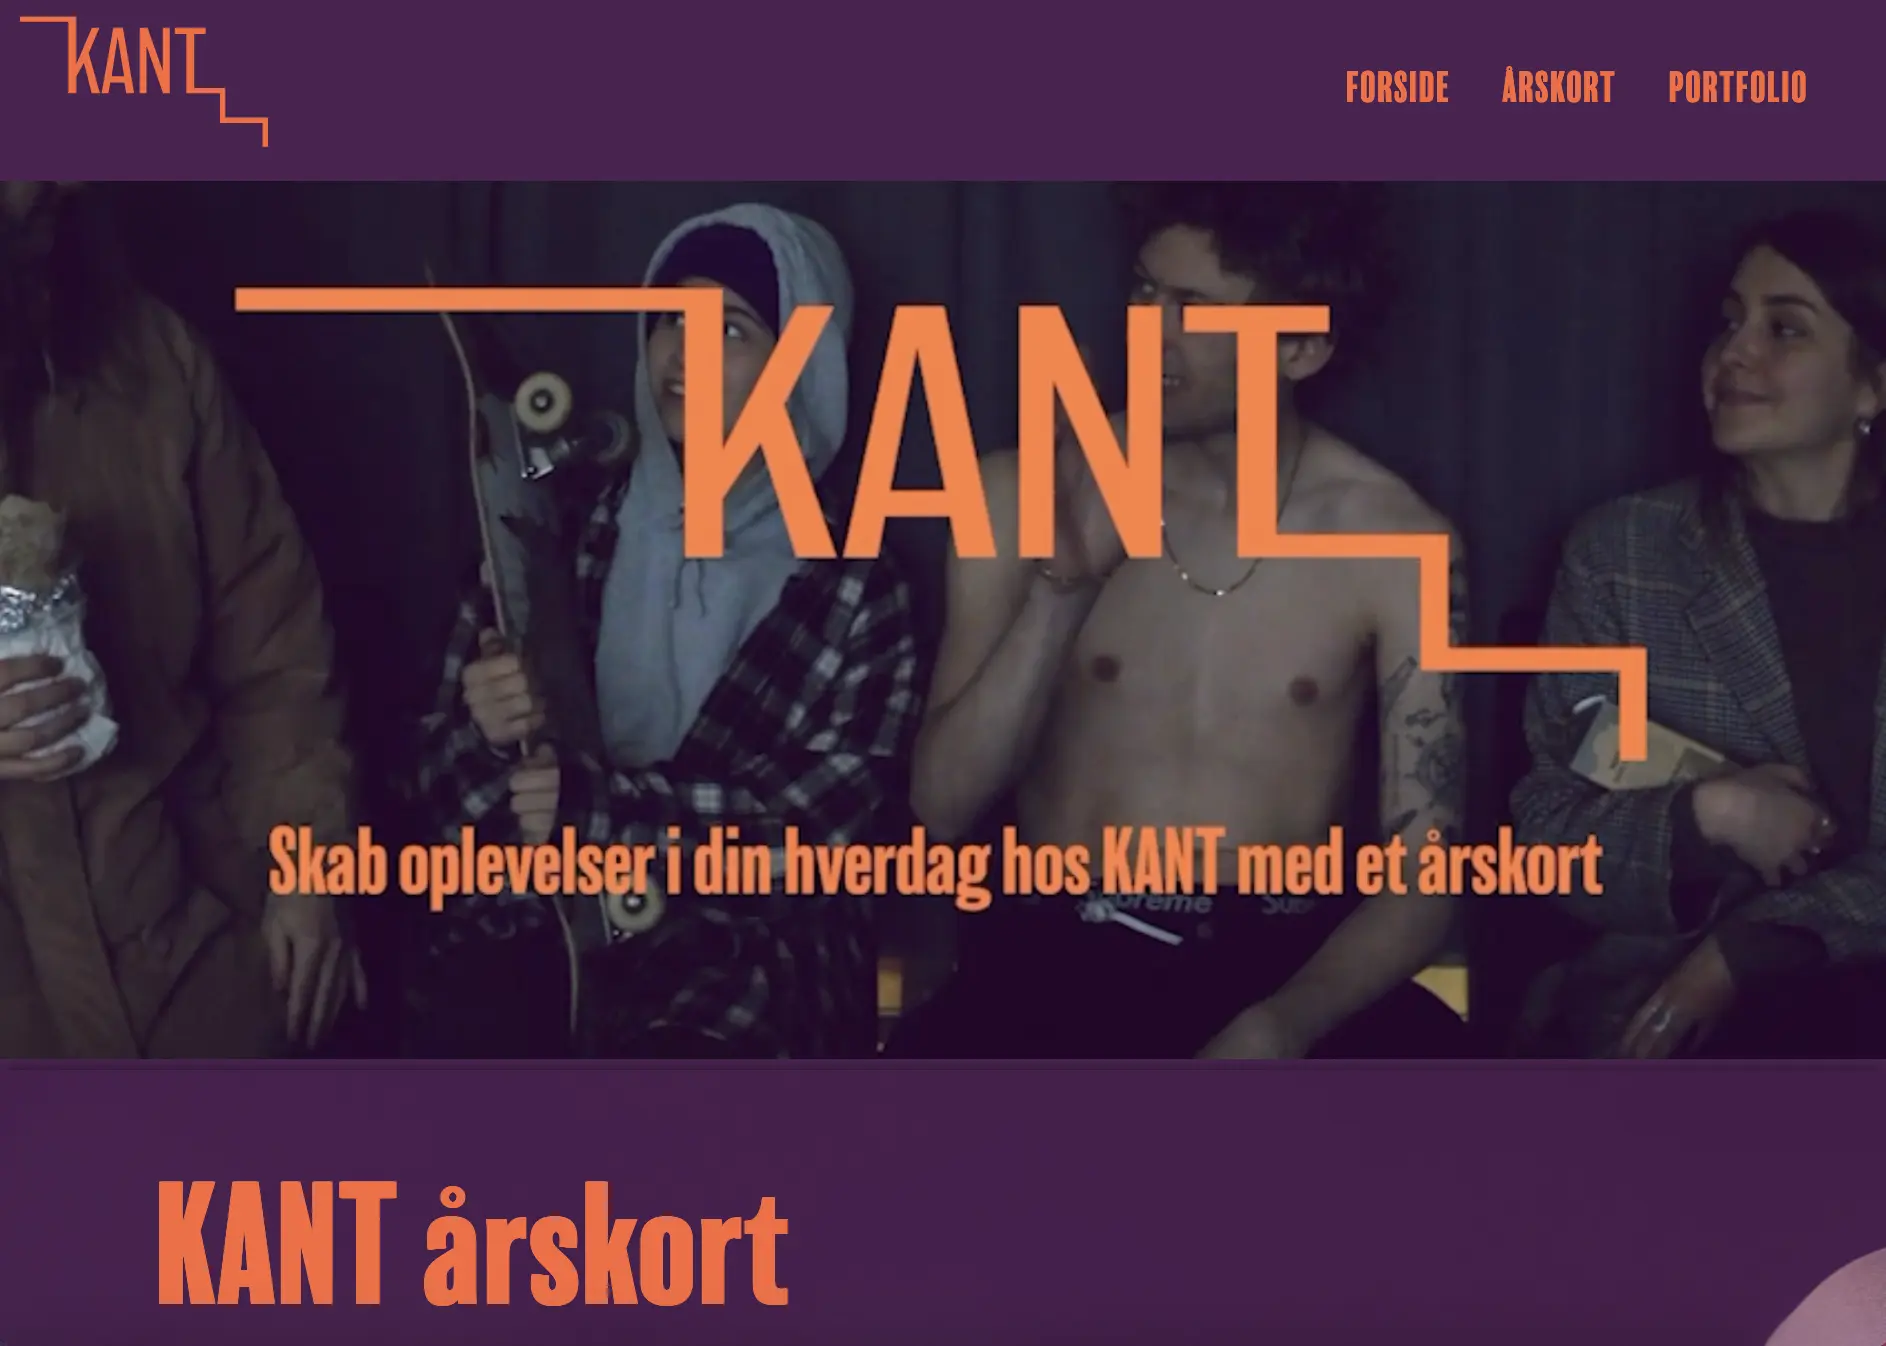 KANT
FORSIDE ÅRSKORT PORTFOLIO
KANT
Skab oplevelser i din hverdag hos KANT med et årskort
KANT årskort